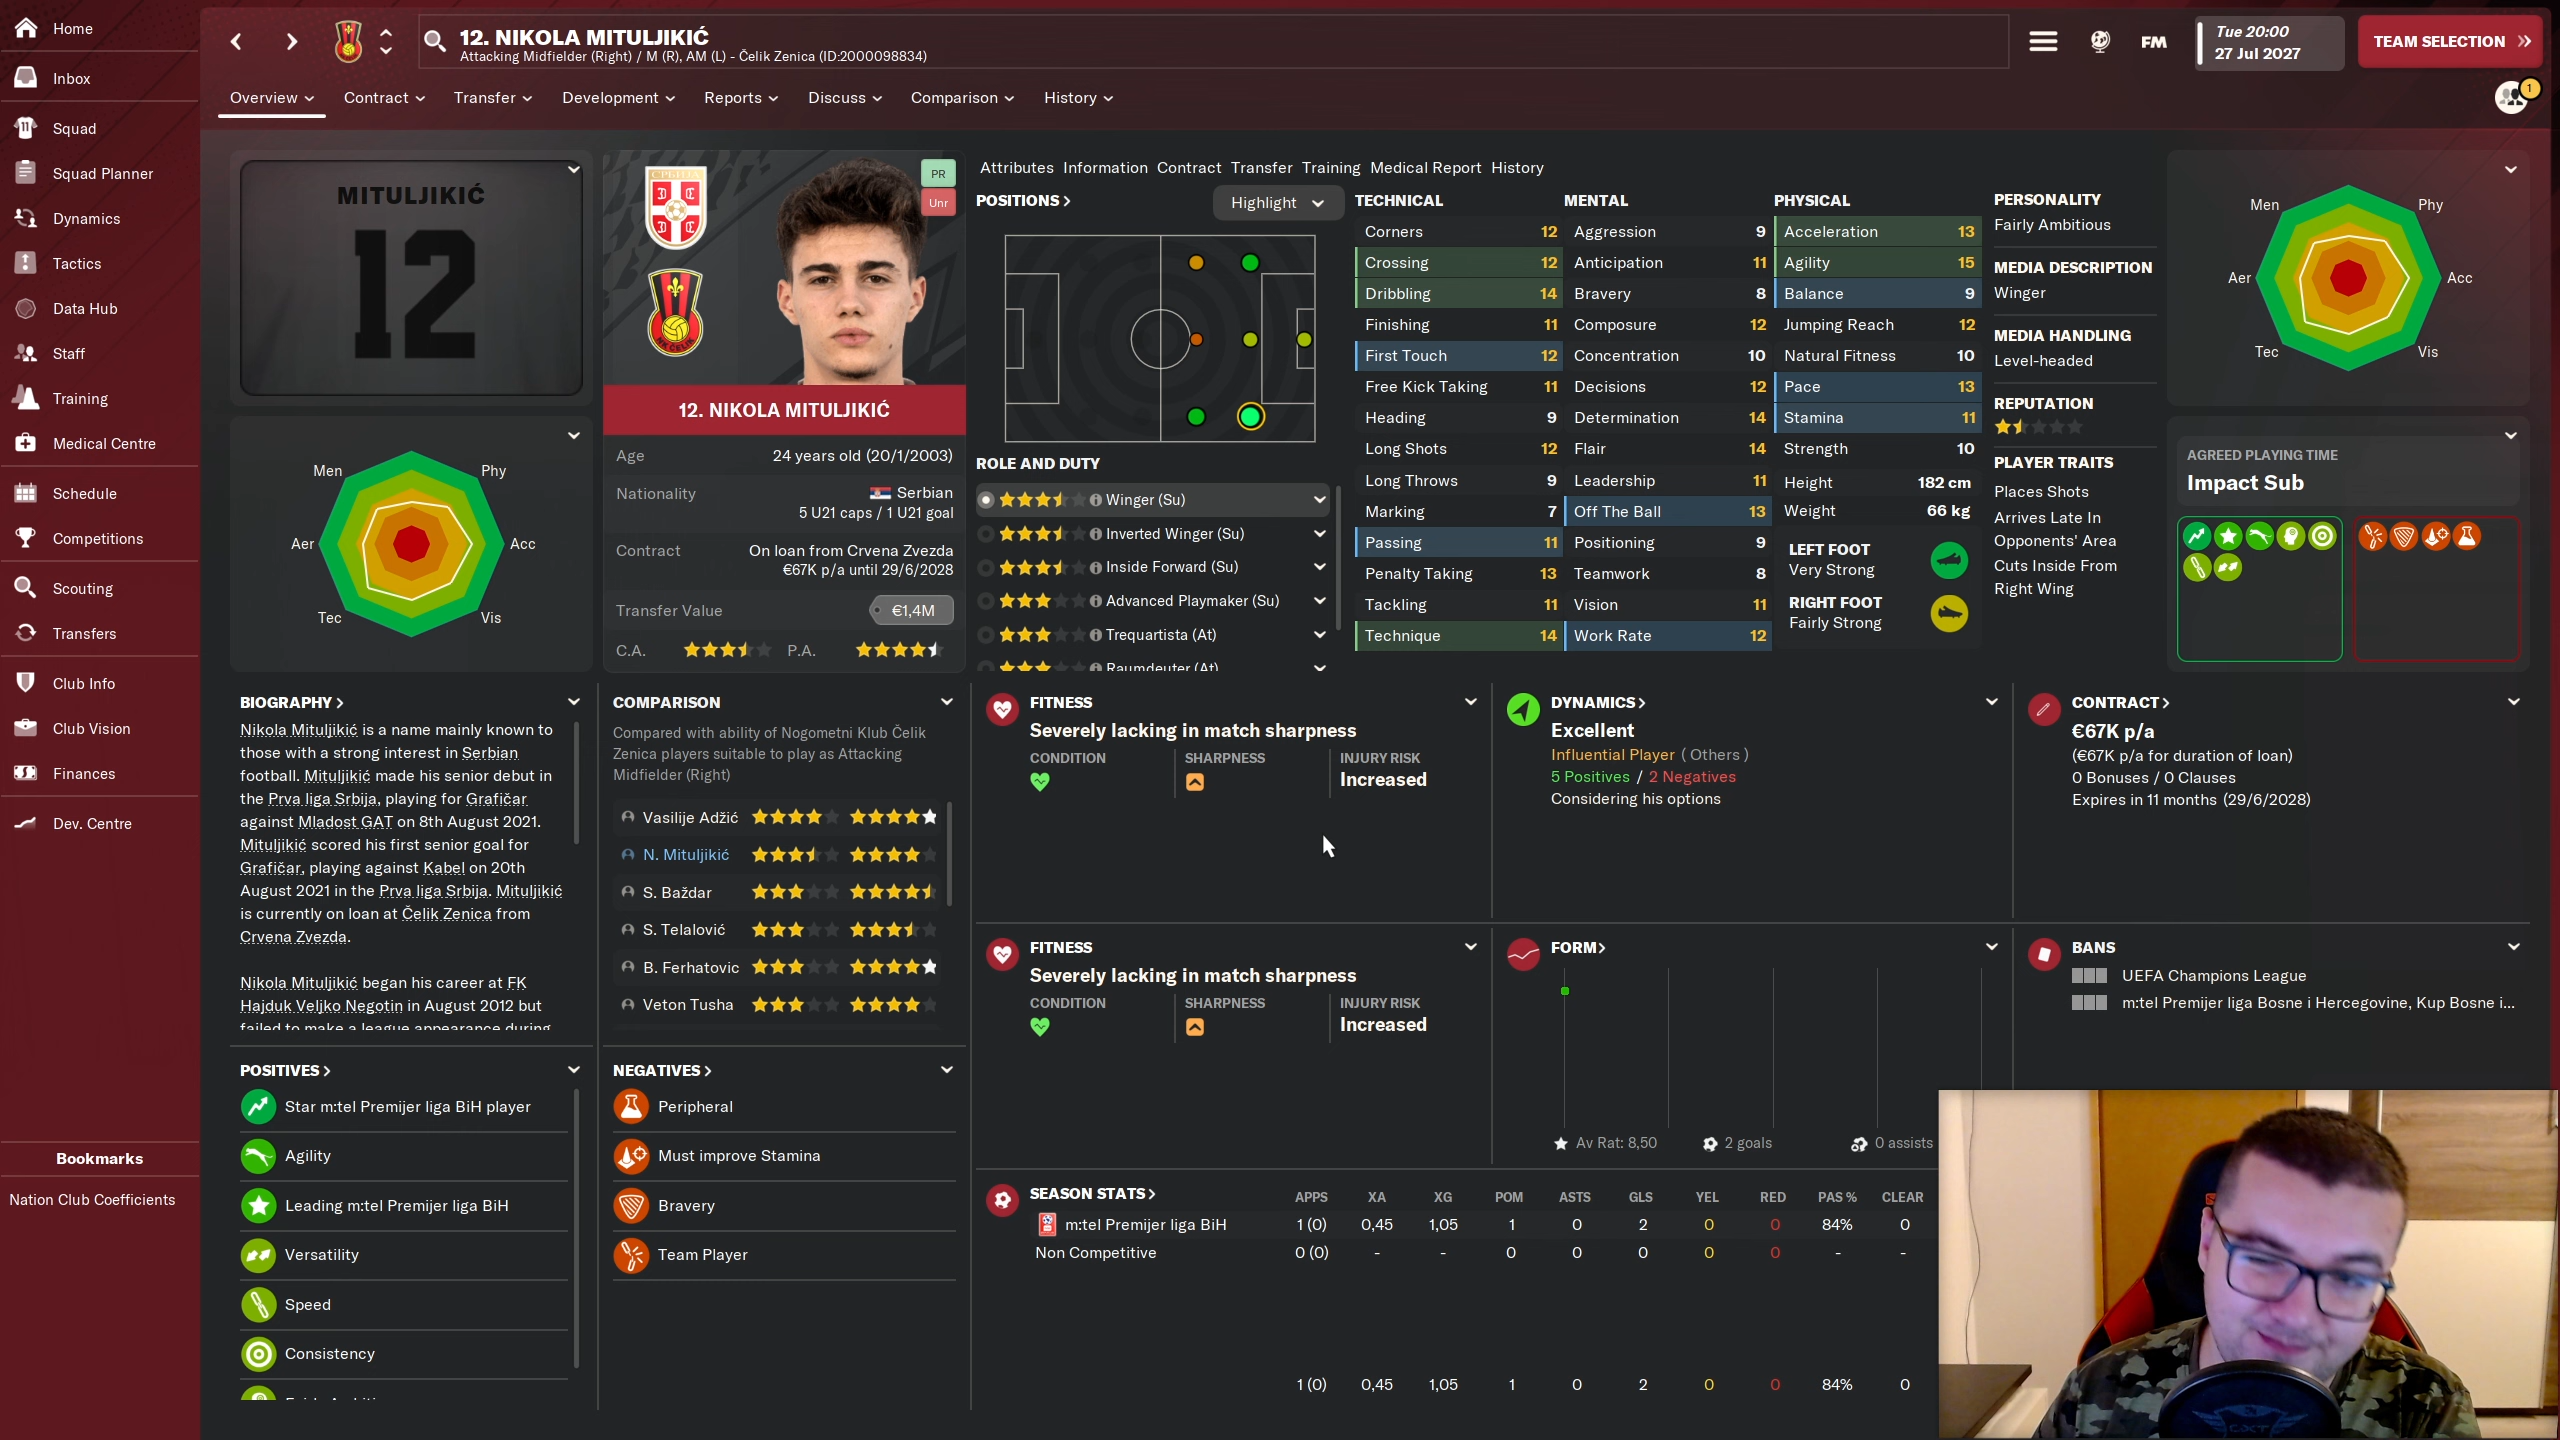 Home
Inbox
Squad
Squad Planner
Dynamics
Tactics
Data Hub
Staff
Training
Medical Centre
Schedule
Competitions
Scouting
Transfers
Club Info
Club Vision
Finances
Dev. Centre
Bookmarks
Nation Club Coefficients
12. NIKOLA MITULJIKIĆ
Attacking Midfielder (Right) / M (R), AM (L) - Čelik Zenica (ID:2000098834)
FM
Tue 20:00
27 Jul 2027
TEAM SELECTION
1
Overview
Contract
Transfer
Development
Reports
Discuss
Comparison
History
MITULJIKIĆ
12
Men
Phy
Aer
Acc
Tec
Vis
PR
Unr
12. NIKOLA MITULJIKIĆ
Age 24 years old (20/1/2003)
Nationality Serbian
5 U21 caps / 1 U21 goal
Contract On loan from Crvena Zvezda
€67K p/a until 29/6/2028
Transfer Value €1,4M
C.A. P.A.
Attributes Information Contract Transfer Training Medical Report History
POSITIONS
Highlight
ROLE AND DUTY
Winger (Su)
Inverted Winger (Su)
Inside Forward (Su)
Advanced Playmaker (Su)
Trequartista (At)
Raumdeuter (At)
TECHNICAL
Corners 12
Crossing 12
Dribbling 14
Finishing 11
First Touch 12
Free Kick Taking 11
Heading 9
Long Shots 12
Long Throws 9
Marking 7
Passing 11
Penalty Taking 13
Tackling 11
Technique 14
MENTAL
Aggression 9
Anticipation 11
Bravery 8
Composure 12
Concentration 10
Decisions 12
Determination 14
Flair 14
Leadership 11
Off The Ball 13
Positioning 9
Teamwork 8
Vision 11
Work Rate 12
PHYSICAL
Acceleration 13
Agility 15
Balance 9
Jumping Reach 12
Natural Fitness 10
Pace 13
Stamina 11
Strength 10
Height 182 cm
Weight 66 kg
LEFT FOOT
Very Strong
RIGHT FOOT
Fairly Strong
PERSONALITY
Fairly Ambitious
MEDIA DESCRIPTION
Winger
MEDIA HANDLING
Level-headed
REPUTATION
PLAYER TRAITS
Places Shots
Arrives Late In
Opponents' Area
Cuts Inside From
Right Wing
Men
Phy
Aer
Acc
Tec
Vis
AGREED PLAYING TIME
Impact Sub
BIOGRAPHY
Nikola Mituljikić is a name mainly known to
those with a strong interest in Serbian
football. Mituljikić made his senior debut in
the Prva liga Srbija, playing for Grafičar
against Mladost GAT on 8th August 2021.
Mituljikić scored his first senior goal for
Grafičar, playing against Kabel on 20th
August 2021 in the Prva liga Srbija. Mituljikić
is currently on loan at Čelik Zenica from
Crvena Zvezda.
Nikola Mituljikić began his career at FK
Hajduk Veljko Negotin in August 2012 but
failed to make a league appearance during
COMPARISON
Compared with ability of Nogometni Klub Čelik
Zenica players suitable to play as Attacking
Midfielder (Right)
Vasilije Adžić
N. Mituljikić
S. Baždar
S. Telalović
B. Ferhatovic
Veton Tusha
FITNESS
Severely lacking in match sharpness
CONDITION
SHARPNESS
INJURY RISK
Increased
DYNAMICS
Excellent
Influential Player ( Others )
5 Positives / 2 Negatives
Considering his options
CONTRACT
€67K p/a
(€67K p/a for duration of loan)
0 Bonuses / 0 Clauses
Expires in 11 months (29/6/2028)
FITNESS
Severely lacking in match sharpness
CONDITION
SHARPNESS
INJURY RISK
Increased
FORM
Av Rat: 8,50
2 goals
0 assists
BANS
UEFA Champions League
m:tel Premijer liga Bosne i Hercegovine, Kup Bosne i...
POSITIVES
Star m:tel Premijer liga BiH player
Agility
Leading m:tel Premijer liga BiH
Versatility
Speed
Consistency
NEGATIVES
Peripheral
Must improve Stamina
Bravery
Team Player
SEASON STATS APPS XA XG POM ASTS GLS YEL RED PAS % CLEAR
m:tel Premijer liga BiH 1 (0) 0,45 1,05 1 0 2 0 0 84% 0
Non Competitive 0 (0) - - 0 0 0 0 0 - -
1 (0) 0,45 1,05 1 0 2 0 0 84% 0